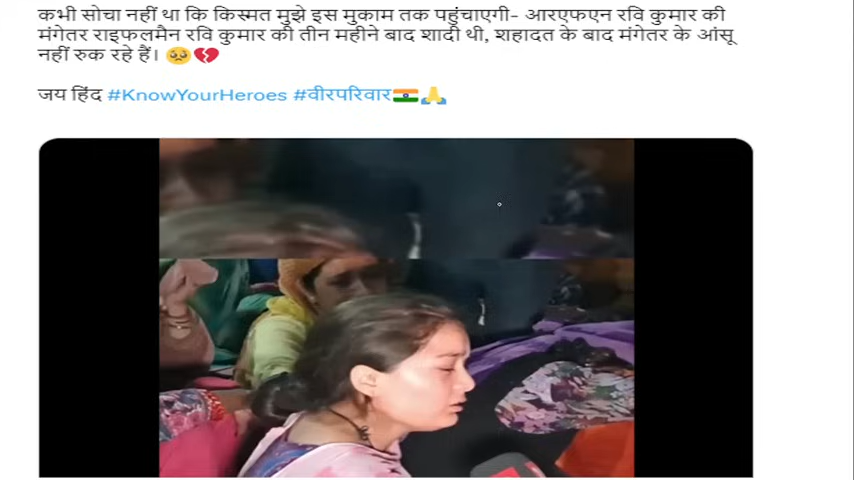 कभी सोचा नहीं था कि किस्मत मुझे इस मुकाम तक पहुंचाएगी- आरएफएन रवि कुमार की
मंगेतर राइफलमैन रवि कुमार की तीन महीने बाद शादी थी, शहादत के बाद मंगेतर के आंसू
नहीं रुक रहे हैं। 🥺💔
जय हिंद #KnowYourHeroes #वीरपरिवार🇮🇳🙏